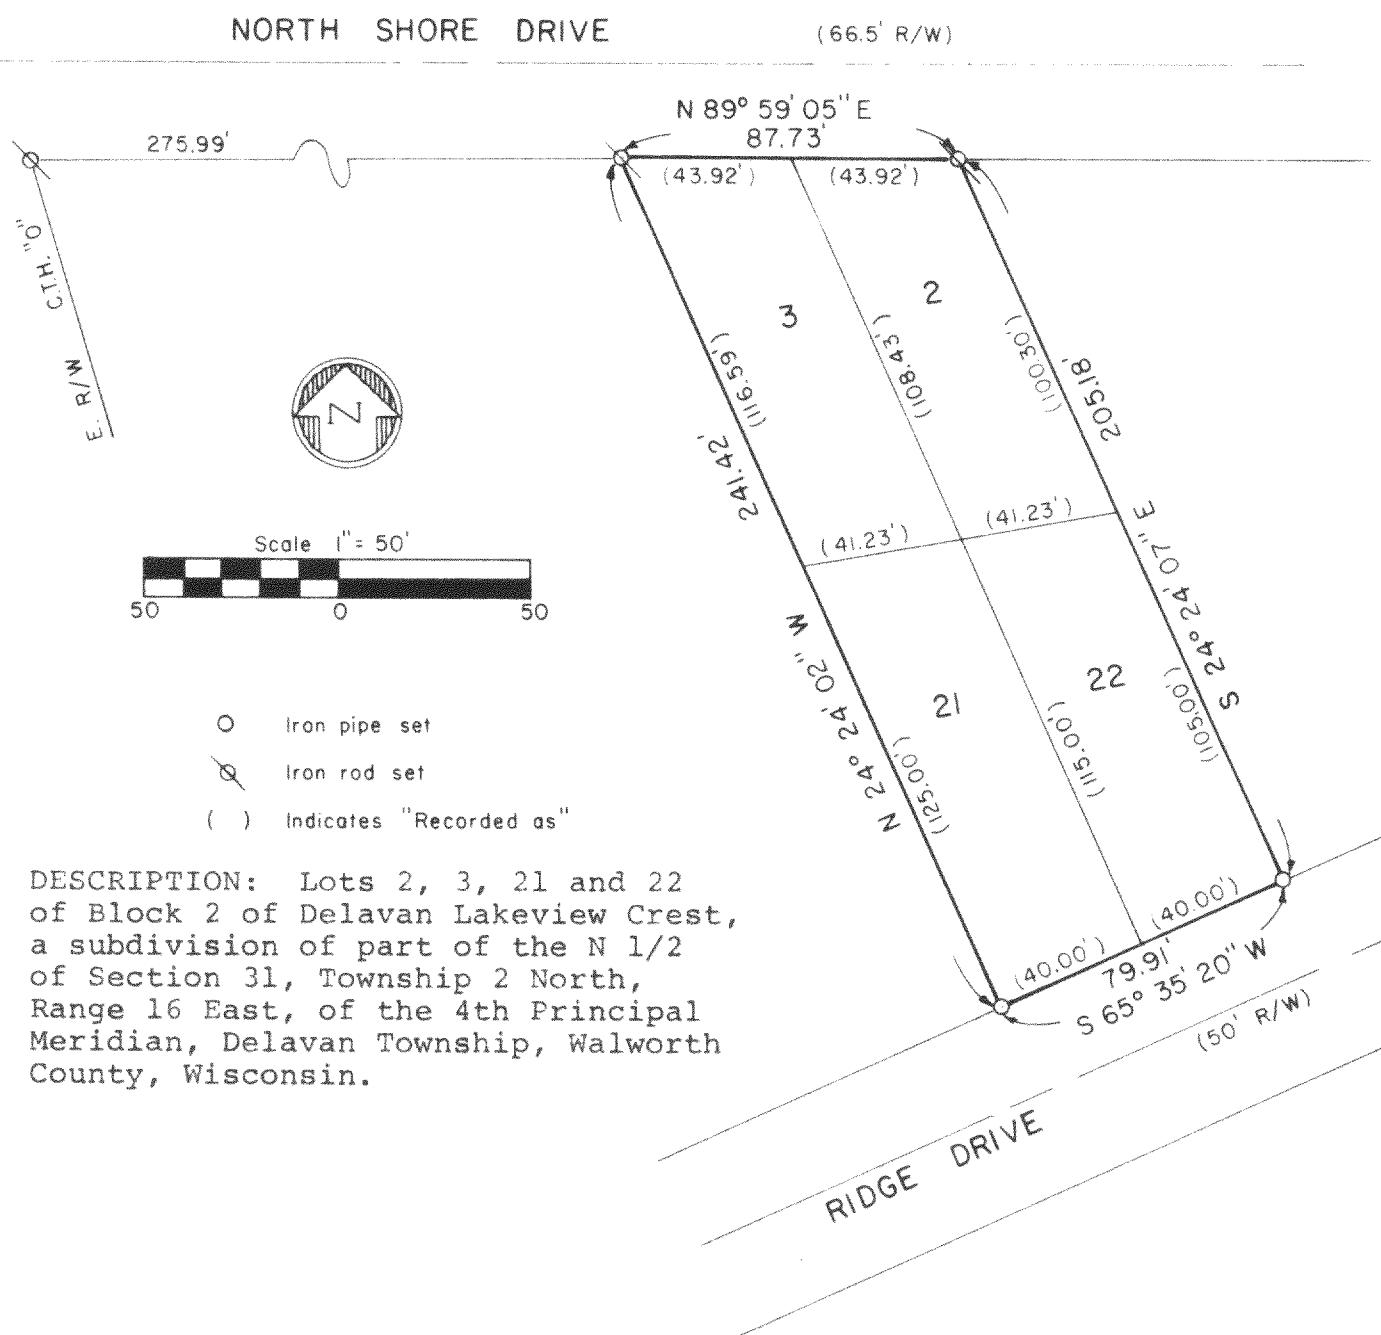 NORTH SHORE DRIVE (66.5' R/W)
N 89° 59' 05" E
275.99'
87.73'
(43.92')
(43.92')
C.T.H. "O"
E. R/W
3
2
(116.59')
(108.43')
(100.30')
205.18'
241.42'
N
(41.23')
(41.23')
S 24° 24' 07" E
Scale 1" = 50'
50 0 50
N 24° 24' 02" W
21
22
(125.00')
(115.00')
(105.00')
Iron pipe set
Iron rod set
( ) Indicates "Recorded as"
(40.00')
(40.00')
79.91'
S 65° 35' 20" W
(50' R/W)
RIDGE DRIVE
DESCRIPTION: Lots 2, 3, 21 and 22
of Block 2 of Delavan Lakeview Crest,
a subdivision of part of the N 1/2
of Section 31, Township 2 North,
Range 16 East, of the 4th Principal
Meridian, Delavan Township, Walworth
County, Wisconsin.